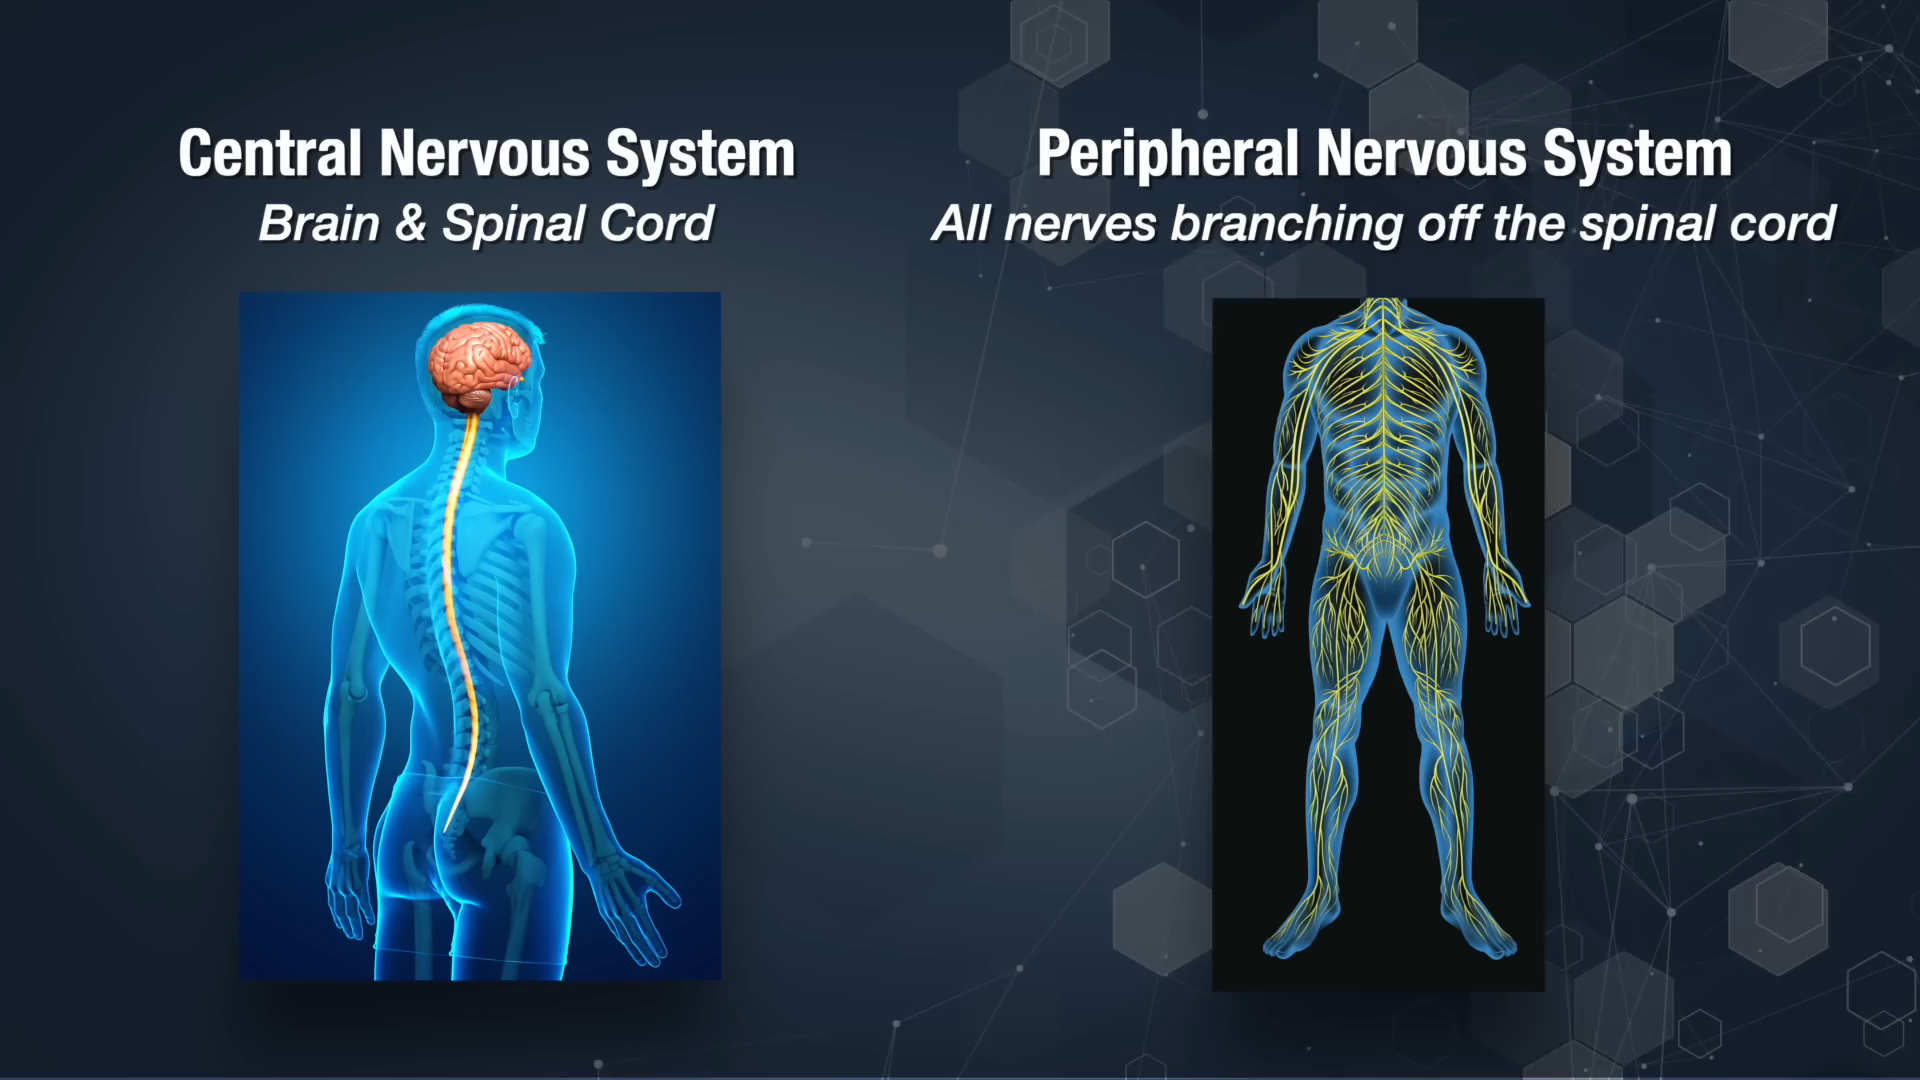 Central Nervous System
Brain & Spinal Cord
Peripheral Nervous System
All nerves branching off the spinal cord